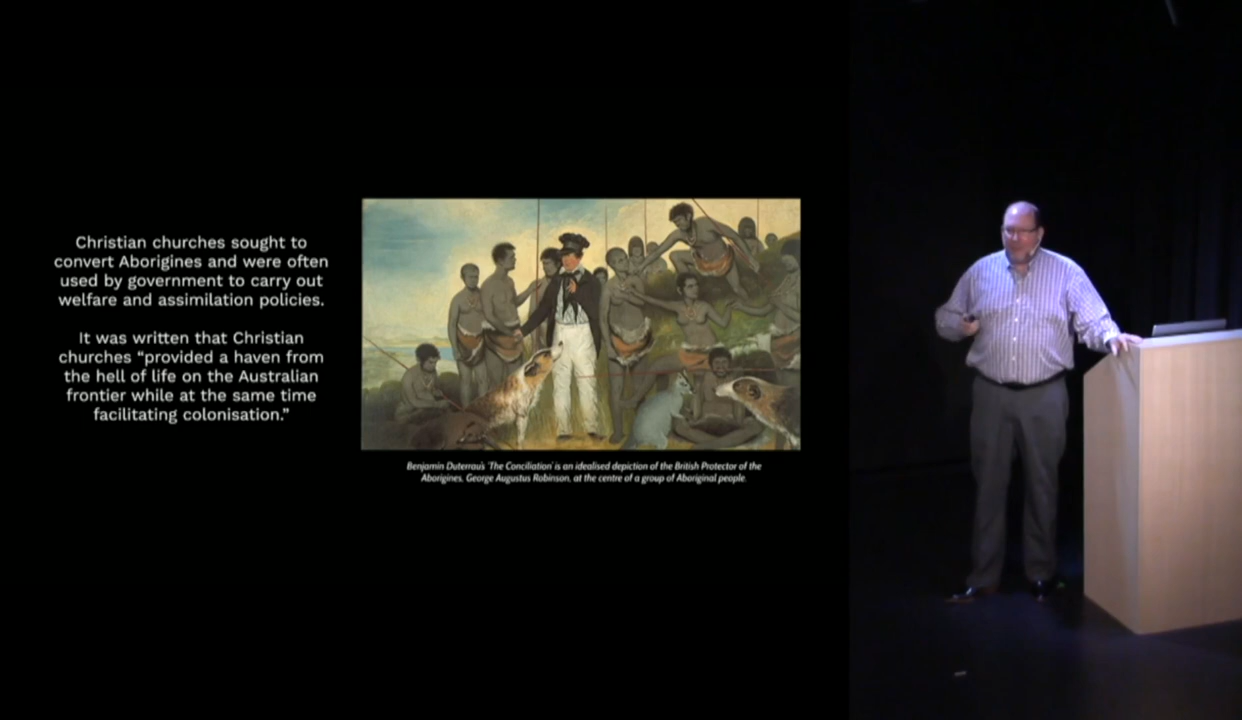 Christian churches sought to
convert Aborigines and were often
used by government to carry out
welfare and assimilation policies.
It was written that Christian
churches “provided a haven from
the hell of life on the Australian
frontier while at the same time
facilitating colonisation.”
Benjamin Duterrau's 'The Conciliation' is an idealised depiction of the British Protector of the
Aborigines, George Augustus Robinson, at the centre of a group of Aboriginal people.